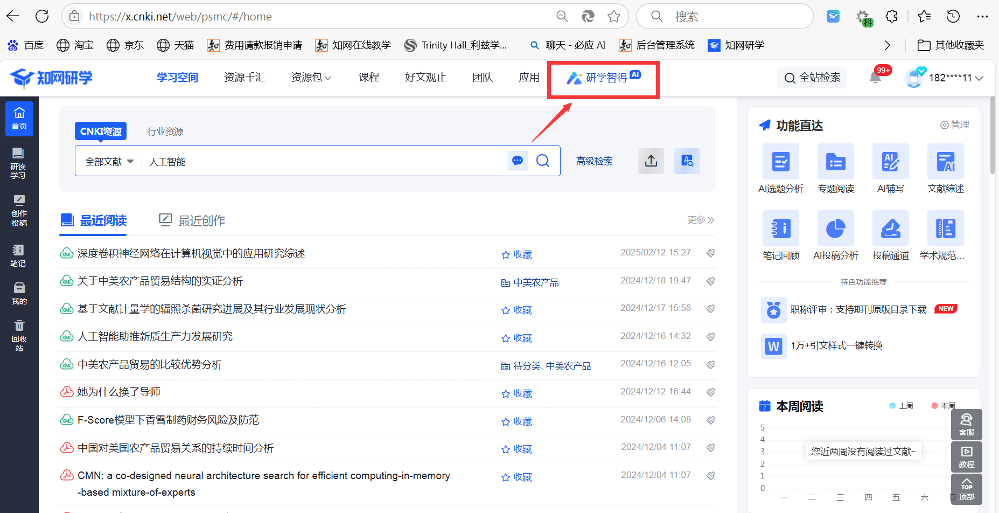 https://x.cnki.net/web/psmc/#/home
搜索
科
百度
淘宝
京东
天猫
费用请款报销申请
知网在线教学
Trinity Hall_利兹学...
聊天 - 必应 AI
后台管理系统
知网研学
其他收藏夹
知网研学
学习空间
资源千汇
资源包
课程
好文观止
团队
应用
研学智得 AI
全站检索
99+
182****11
首页
研读
学习
创作
投稿
笔记
我的
回收
站
CNKI资源
行业资源
全部文献
人工智能
高级检索
最近阅读
最近创作
更多
XML 深度卷积神经网络在计算机视觉中的应用研究综述 收藏 2025/02/12 15:27
XML 关于中美农产品贸易结构的实证分析 中美农产品 2024/12/18 19:47
XML 基于文献计量学的辐照杀菌研究进展及其行业发展现状分析 收藏 2024/12/17 15:58
XML 人工智能助推新质生产力发展研究 收藏 2024/12/16 14:32
XML 中美农产品贸易的比较优势分析 待分类; 中美农产品 2024/12/16 12:05
她为什么换了导师 收藏 2024/12/12 16:44
XML F-Score模型下香雪制药财务风险及防范 收藏 2024/12/06 14:08
中国对美国农产品贸易关系的持续时间分析 收藏 2024/12/04 11:07
CMN: a co-designed neural architecture search for efficient computing-in-memory
-based mixture-of-experts
收藏 2024/12/04 11:07
功能直达
管理
AI选题分析
专题阅读
AI辅写
文献综述
笔记回顾
AI投稿分析
投稿通道
学术规范...
特色功能推荐
职称评审：支持期刊原版目录下载 NEW
W 1万+引文样式一键转换
7 本周阅读
上周
本周
5
4
3
2
1
0
您近两周没有阅读过文献~
一 二 三 四 五 六 日
客服
教程
TOP
顶部